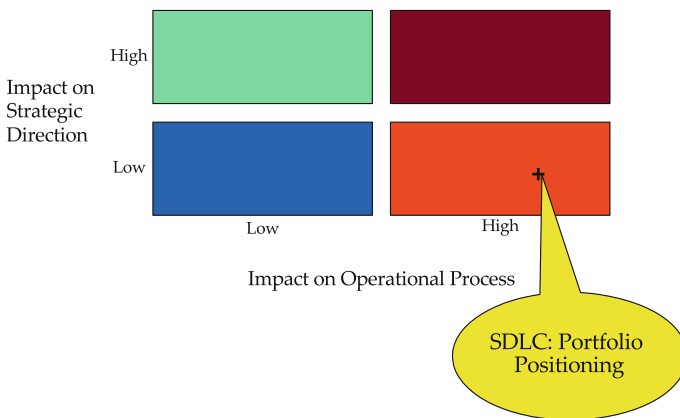 High
Impact on
Strategic
Direction
Low
Low
High
Impact on Operational Process
SDLC: Portfolio
Positioning